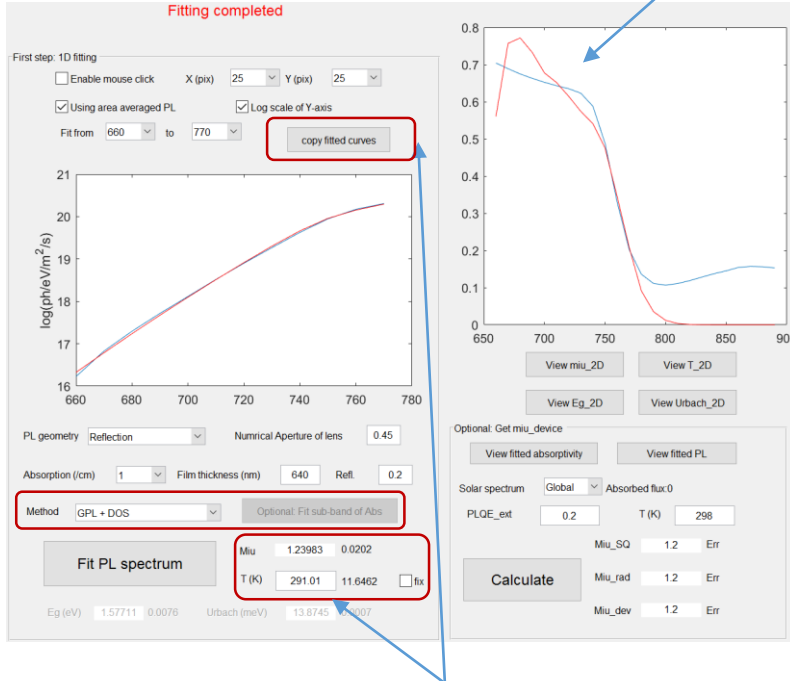 Fitting completed
First step: 1D fitting
Enable mouse click X (pix) 25 Y (pix) 25
Using area averaged PL Log scale of Y-axis
Fit from 660 to 770 copy fitted curves
21
20
19
18
17
16
log(ph/eV/m^2/s)
660 680 700 720 740 760 780
PL geometry Reflection Numrical Aperture of lens 0.45
Absorption (/cm) 1 Film thickness (nm) 640 Refl. 0.2
Method GPL + DOS Optional: Fit sub-band of Abs
Fit PL spectrum
Miu 1.23983 0.0202
T (K) 291.01 11.6462 fix
Eg (eV) 1.57711 0.0076 Urbach (meV) 13.8745
0.8
0.7
0.6
0.5
0.4
0.3
0.2
0.1
0
650 700 750 800 850 90
View miu_2D View T_2D
View Eg_2D View Urbach_2D
Optional: Get miu_device
View fitted absorptivity View fitted PL
Solar spectrum Global Absorbed flux:0
PLQE_ext 0.2 T (K) 298
Calculate
Miu_SQ 1.2 Err
Miu_rad 1.2 Err
Miu_dev 1.2 Err